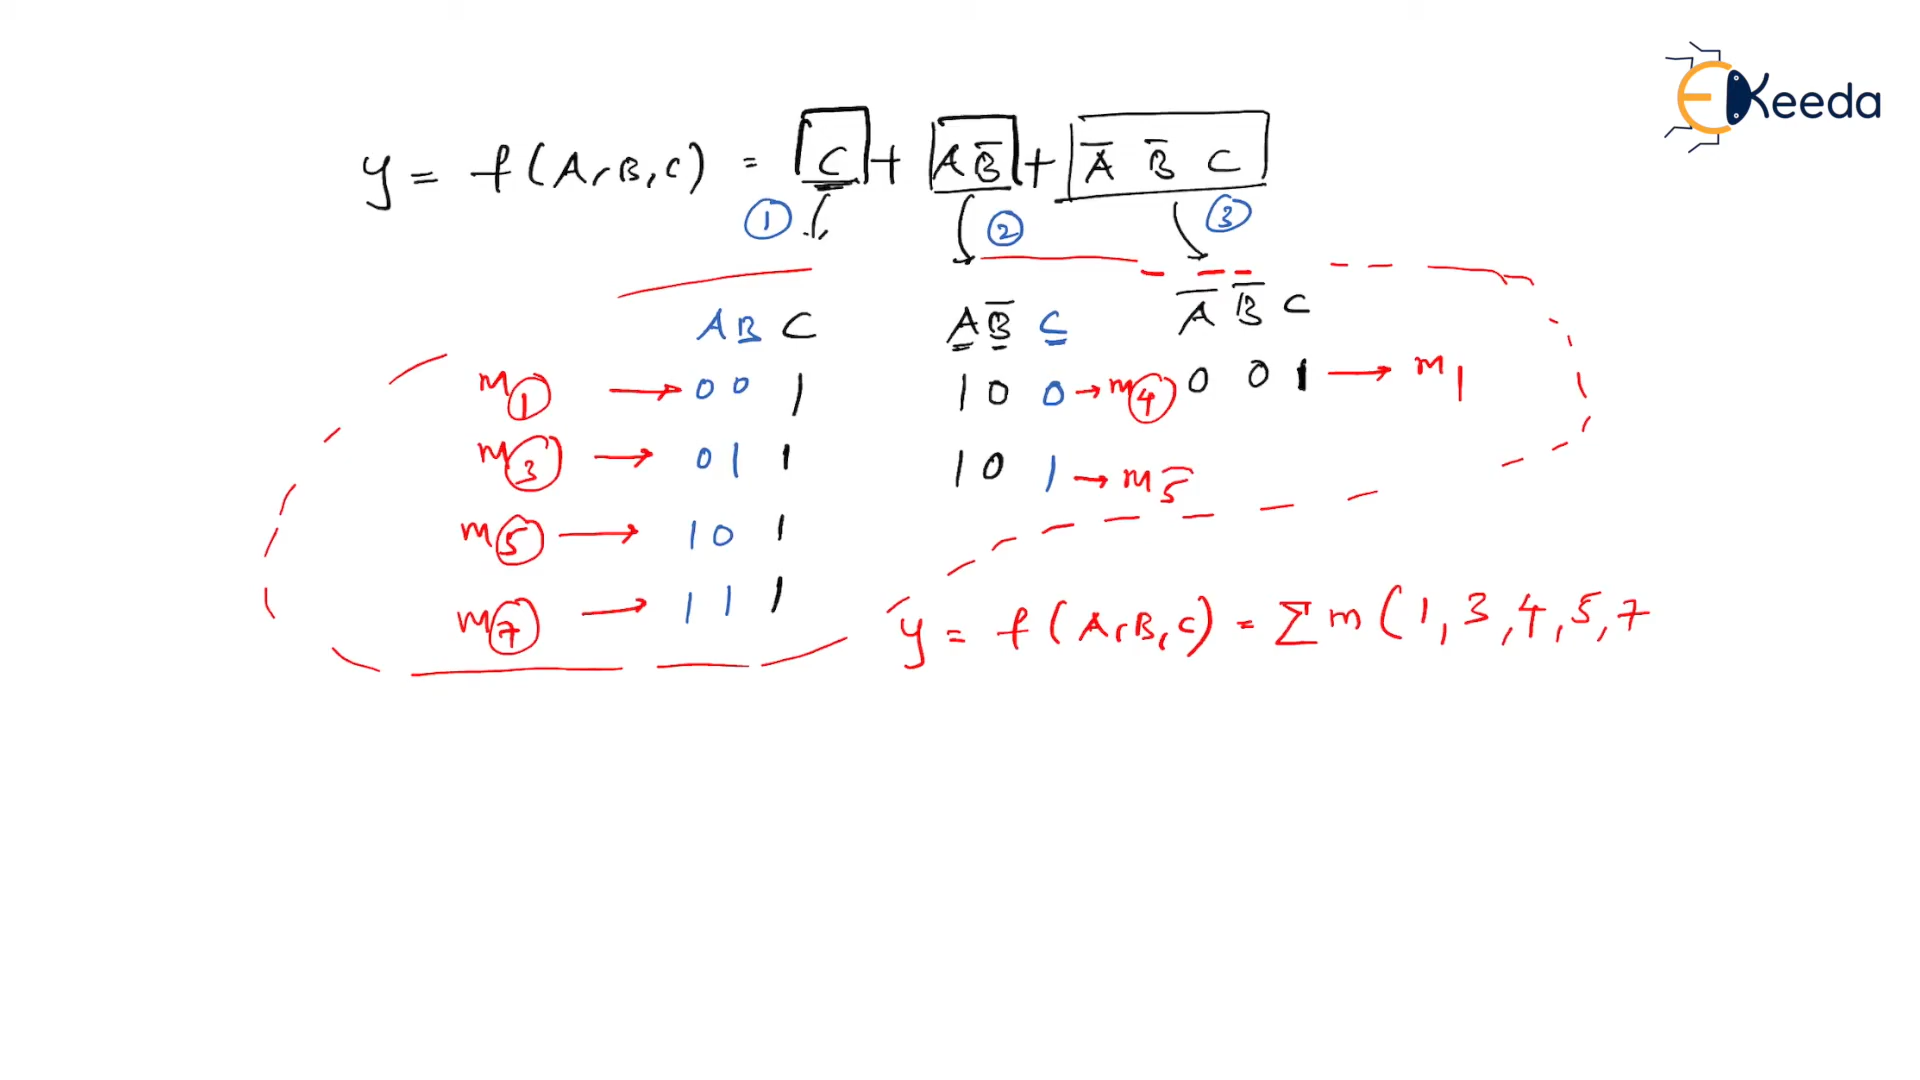 EKeeda
y = f(A,B,C) = C + AB̅ + A̅ B̅ C
① ② ③
A B C AB̅ C A̅ B̅ C
m1 → 0 0 1 1 0 0 → m4 0 0 1 → m1
m3 → 0 1 1 1 0 1 → m5
m5 → 1 0 1
m7 → 1 1 1
y = f(A,B,C) = Σm(1,3,4,5,7